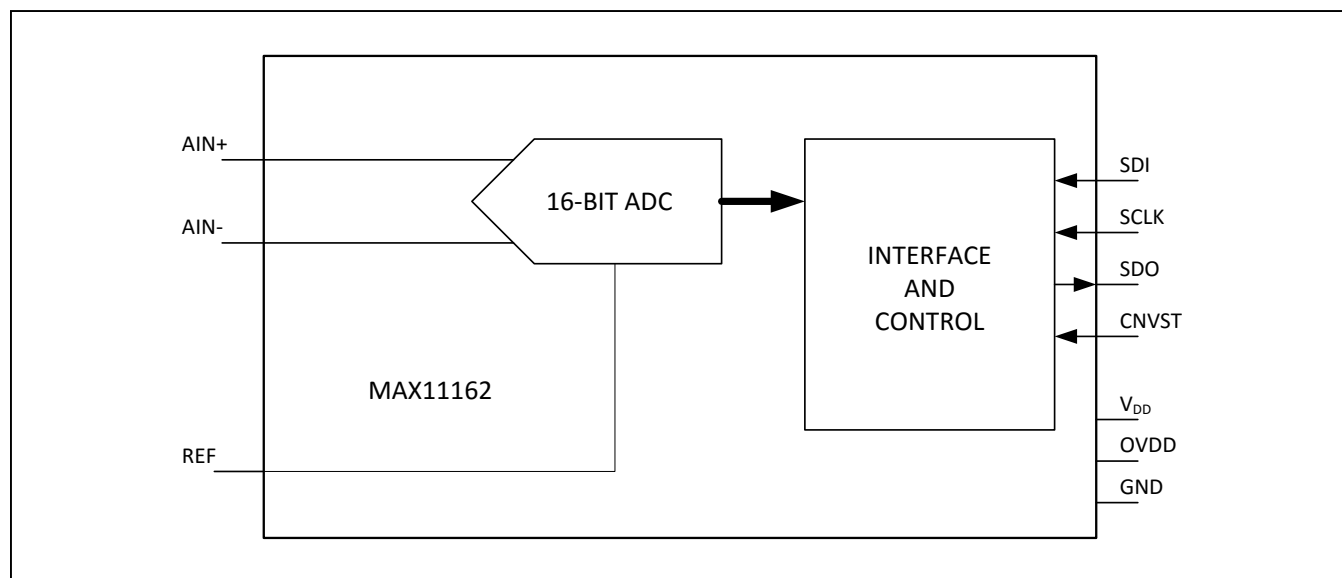 AIN+
AIN-
16-BIT ADC
INTERFACE
AND
CONTROL
SDI
SCLK
SDO
CNVST
MAX11162
REF
VDD
OVDD
GND